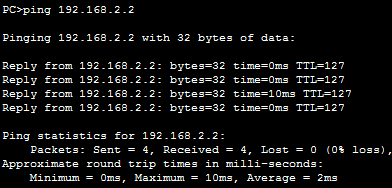 PC>ping 192.168.2.2
Pinging 192.168.2.2 with 32 bytes of data:
Reply from 192.168.2.2: bytes=32 time=0ms TTL=127
Reply from 192.168.2.2: bytes=32 time=0ms TTL=127
Reply from 192.168.2.2: bytes=32 time=10ms TTL=127
Reply from 192.168.2.2: bytes=32 time=0ms TTL=127
Ping statistics for 192.168.2.2:
    Packets: Sent = 4, Received = 4, Lost = 0 (0% loss),
Approximate round trip times in milli-seconds:
    Minimum = 0ms, Maximum = 10ms, Average = 2ms